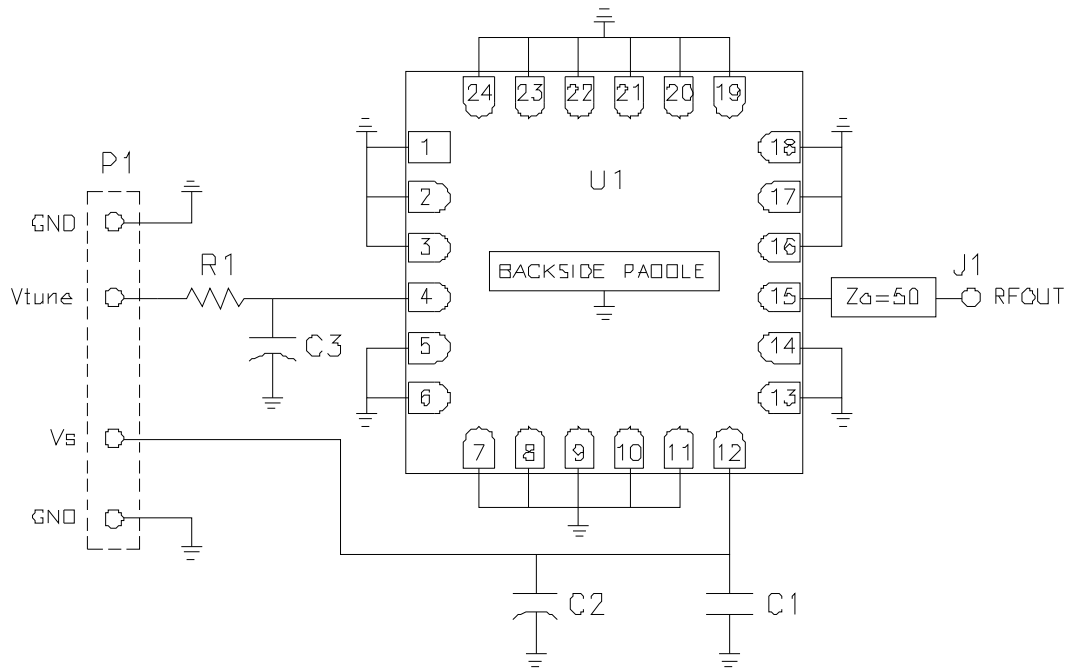 24 23 22 21 20 19
1
18
P1
U1
2
17
GND
3
16
R1
BACKSIDE PADDLE
J1
Vtune
4
15
Zo=50
RFOUT
C3
5
14
6
13
Vs
7 8 9 10 11 12
GND
C2
C1